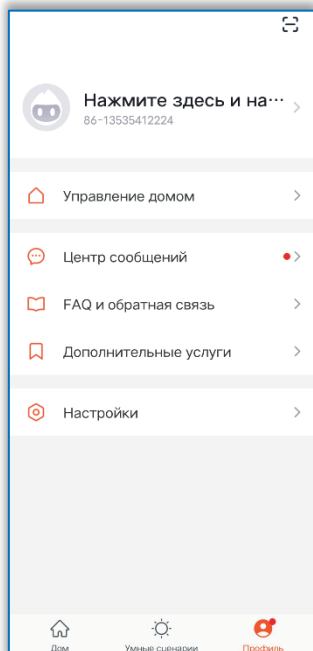 Нажмите здесь и на···
86-13535412224
Управление домом
Центр сообщений
FAQ и обратная связь
Дополнительные услуги
Настройки
Дом Умные сценарии Профиль